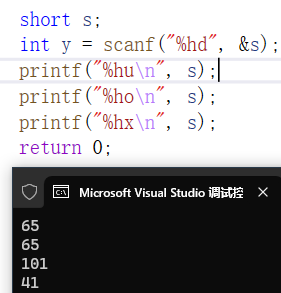 short s;
int y = scanf("%hd", &s);
printf("%hu\n", s);
printf("%ho\n", s);
printf("%hx\n", s);
return 0;
Microsoft Visual Studio 调试控
65
65
101
41